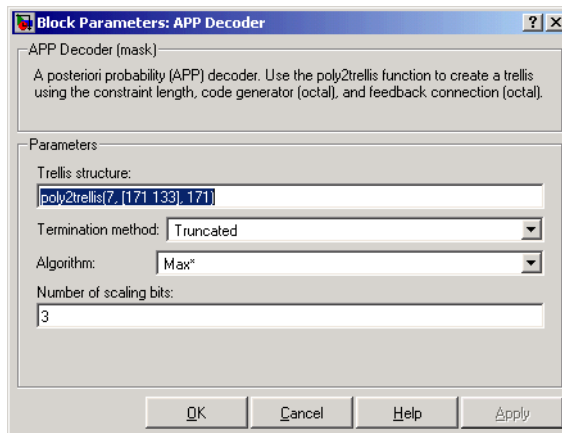 Block Parameters: APP Decoder
APP Decoder (mask)
A posteriori probability (APP) decoder. Use the poly2trellis function to create a trellis
using the constraint length, code generator (octal), and feedback connection (octal).
Parameters
Trellis structure:
poly2trellis(7, [171 133], 171)
Termination method: Truncated
Algorithm: Max*
Number of scaling bits:
3
OK Cancel Help Apply